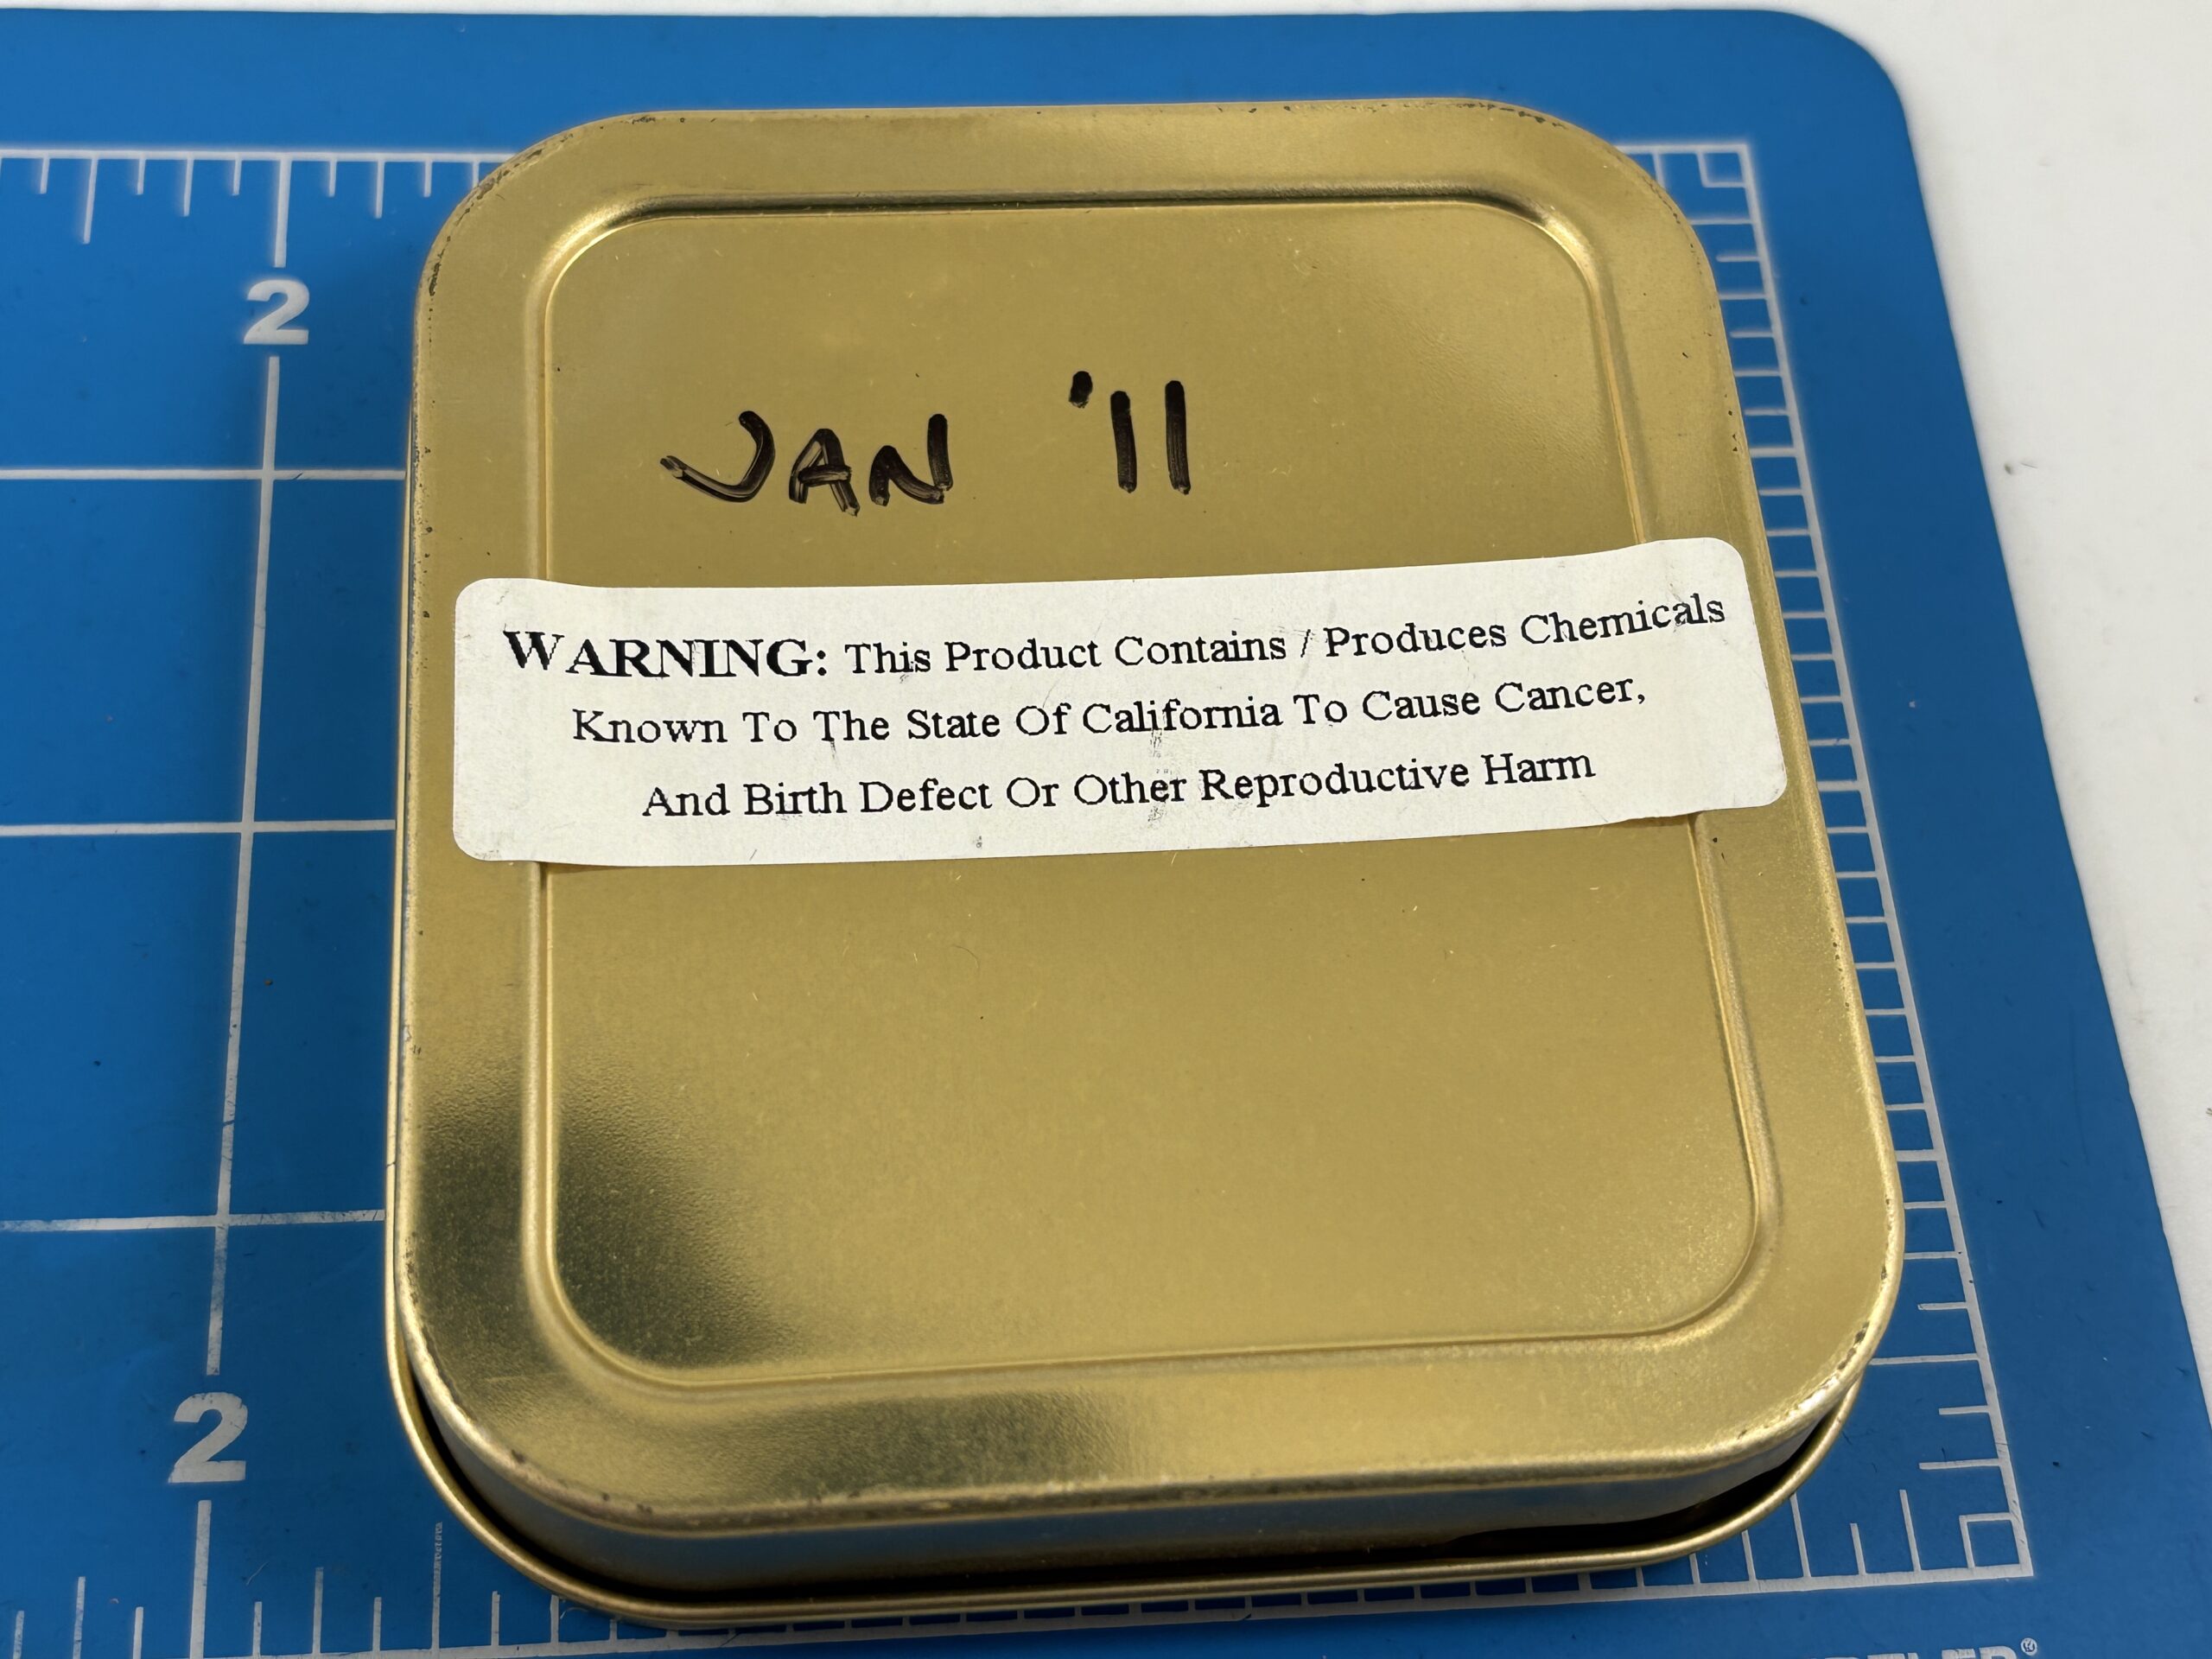 2
JAN '11
WARNING: This Product Contains / Produces Chemicals
Known To The State Of California To Cause Cancer,
And Birth Defect Or Other Reproductive Harm
2